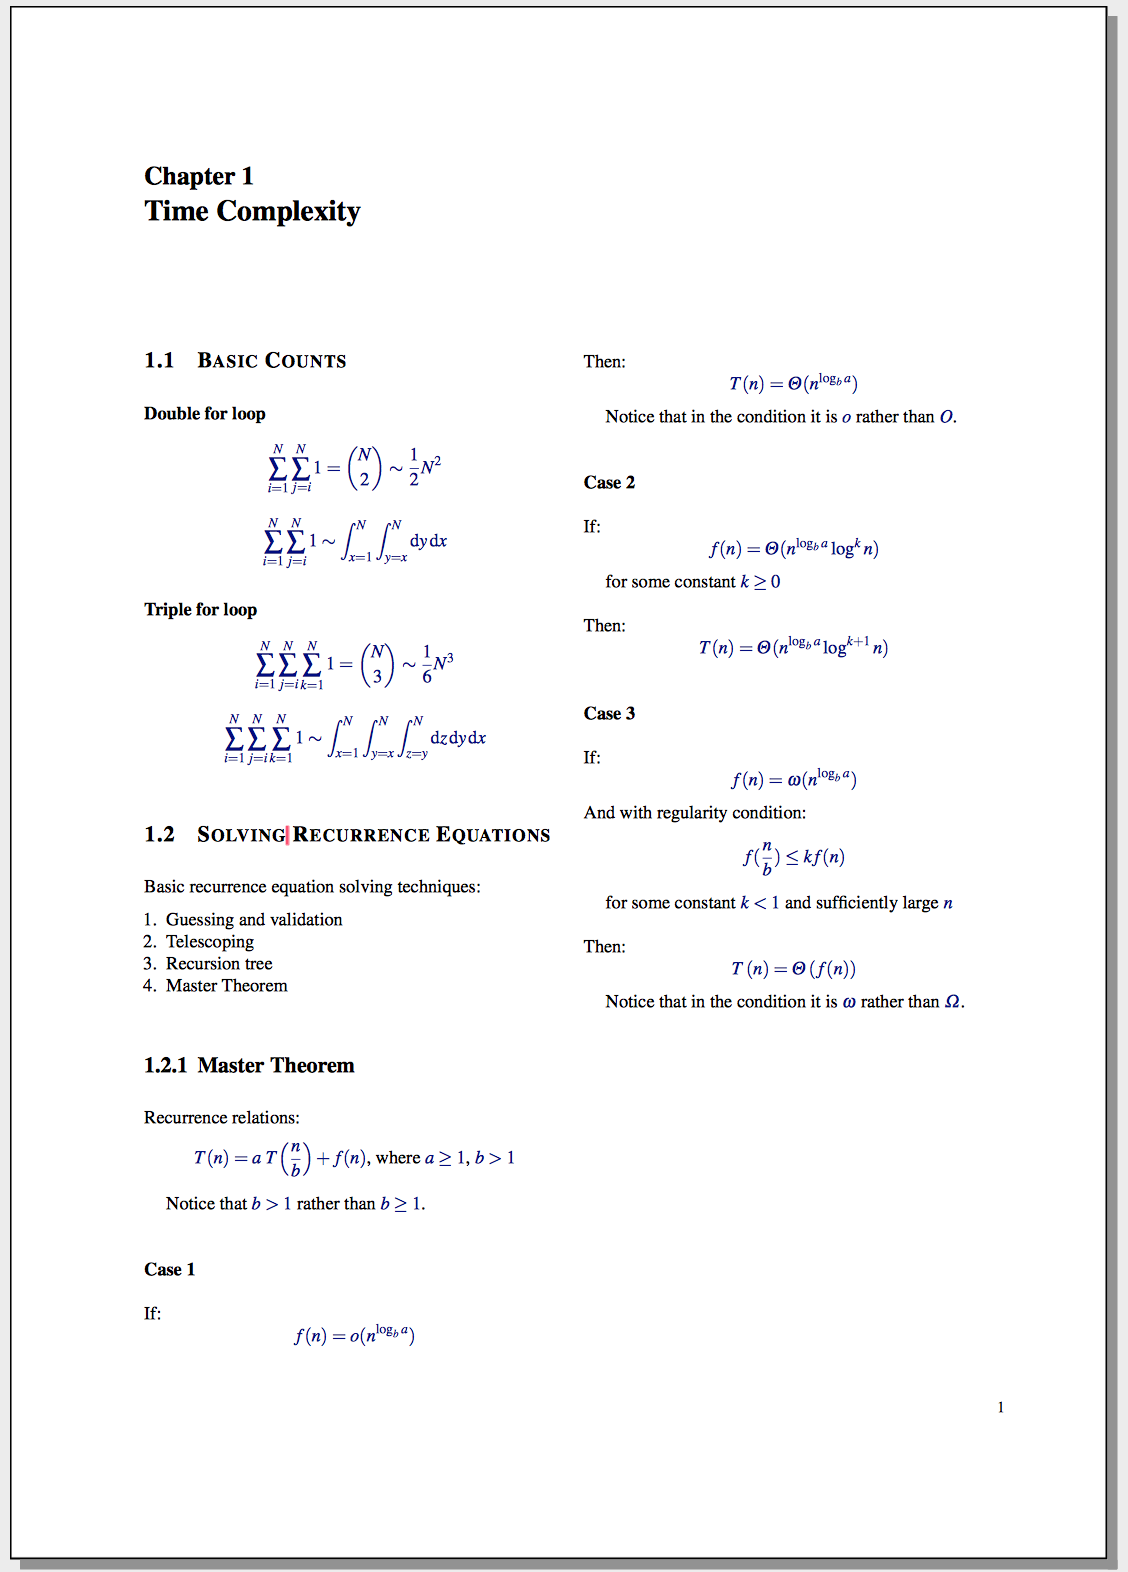 Chapter 1
Time Complexity
1.1 BASIC COUNTS
Double for loop
$\sum_{i=1}^{N}\sum_{j=i}^{N} 1 = \binom{N}{2} \sim \frac{1}{2}N^2$
$\sum_{i=1}^{N}\sum_{j=i}^{N} 1 \sim \int_{x=1}^{N}\int_{y=x}^{N} dy\,dx$
Triple for loop
$\sum_{i=1}^{N}\sum_{j=i}^{N}\sum_{k=1}^{N} 1 = \binom{N}{3} \sim \frac{1}{6}N^3$
$\sum_{i=1}^{N}\sum_{j=i}^{N}\sum_{k=1}^{N} 1 \sim \int_{x=1}^{N}\int_{y=x}^{N}\int_{z=y}^{N} dz\,dy\,dx$
1.2 SOLVING RECURRENCE EQUATIONS
Basic recurrence equation solving techniques:
1. Guessing and validation
2. Telescoping
3. Recursion tree
4. Master Theorem
1.2.1 Master Theorem
Recurrence relations:
$T(n) = a\,T\left(\frac{n}{b}\right) + f(n)$, where $a \geq 1, b > 1$
Notice that $b > 1$ rather than $b \geq 1$.
Case 1
If:
$f(n) = o(n^{\log_b a})$
Then:
$T(n) = \Theta(n^{\log_b a})$
Notice that in the condition it is $o$ rather than $O$.
Case 2
If:
$f(n) = \Theta(n^{\log_b a} \log^k n)$
for some constant $k \geq 0$
Then:
$T(n) = \Theta(n^{\log_b a} \log^{k+1} n)$
Case 3
If:
$f(n) = \omega(n^{\log_b a})$
And with regularity condition:
$f(\frac{n}{b}) \leq k f(n)$
for some constant $k < 1$ and sufficiently large $n$
Then:
$T(n) = \Theta(f(n))$
Notice that in the condition it is $\omega$ rather than $\Omega$.
1